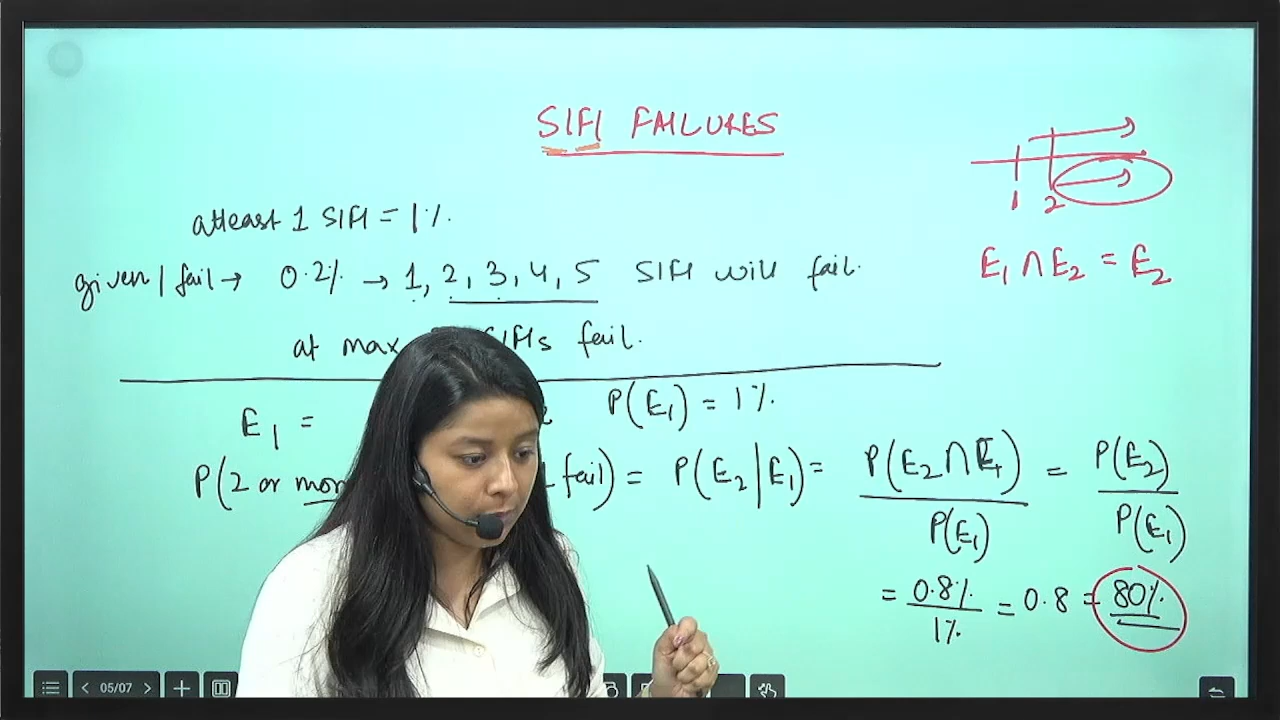 SIFI FAILURES
atleast 1 SIFI = 1%.
given 1 fail → 0.2% → 1, 2, 3, 4, 5 SIFI will fail.
at max SIFIs fail.
1 2
E₁ ∩ E₂ = E₂
E₁ = P(E₁) = 1%.
P(2 or fail) = P(E₂|E₁) = P(E₂ ∩ E₁) / P(E₁) = P(E₂) / P(E₁)
= 0.8% / 1% = 0.8 = 80%
05/07